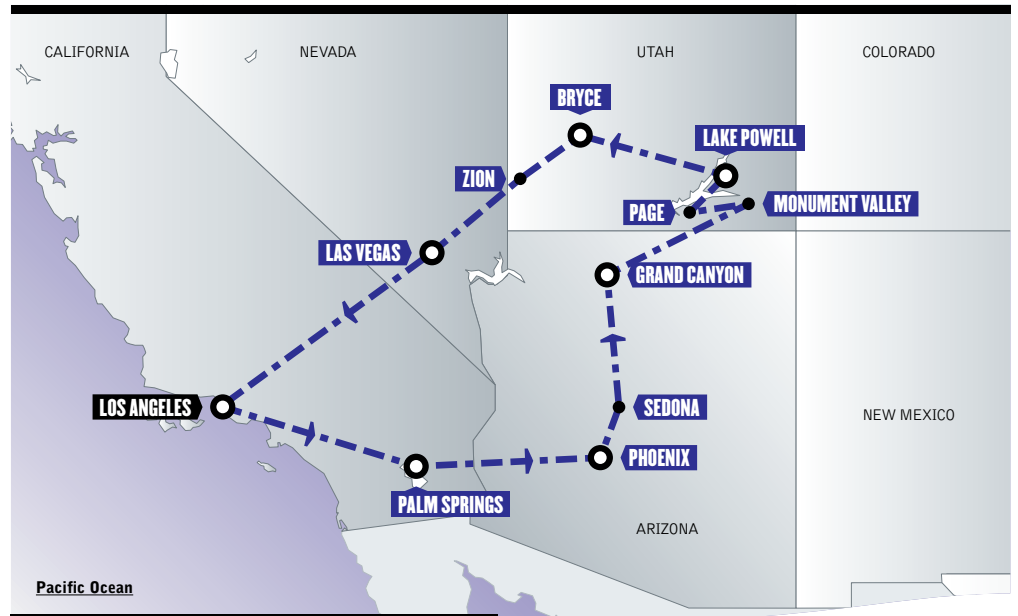 CALIFORNIA
NEVADA
UTAH
COLORADO
BRYCE
LAKE POWELL
ZION
PAGE
MONUMENT VALLEY
LAS VEGAS
GRAND CANYON
LOS ANGELES
SEDONA
NEW MEXICO
PHOENIX
PALM SPRINGS
ARIZONA
Pacific Ocean